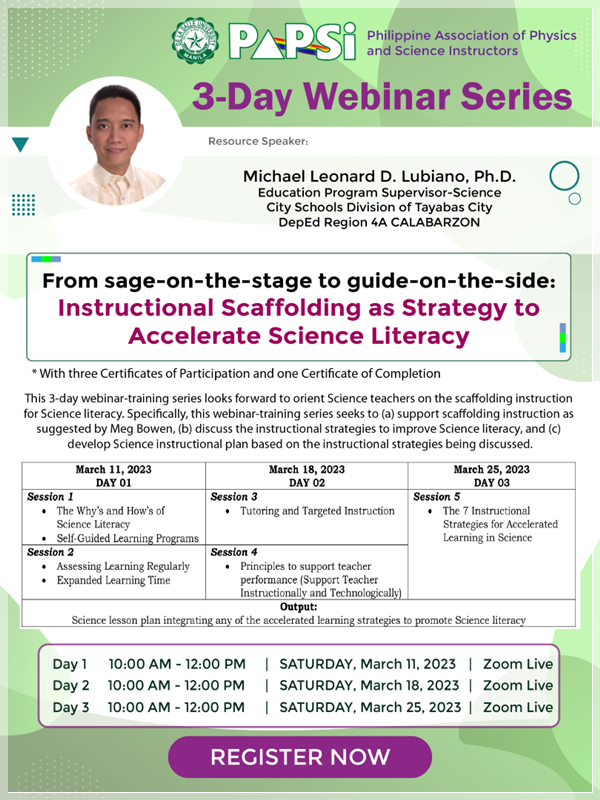 DE LA SALLE UNIVERSITY
MANILA
PAPSi
Philippine Association of Physics
and Science Instructors
3-Day Webinar Series
Resource Speaker:
Michael Leonard D. Lubiano, Ph.D.
Education Program Supervisor-Science
City Schools Division of Tayabas City
DepEd Region 4A CALABARZON
From sage-on-the-stage to guide-on-the-side:
Instructional Scaffolding as Strategy to
Accelerate Science Literacy
* With three Certificates of Participation and one Certificate of Completion
This 3-day webinar-training series looks forward to orient Science teachers on the scaffolding instruction
for Science literacy. Specifically, this webinar-training series seeks to (a) support scaffolding instruction as
suggested by Meg Bowen, (b) discuss the instructional strategies to improve Science literacy, and (c)
develop Science instructional plan based on the instructional strategies being discussed.
March 11, 2023
DAY 01
March 18, 2023
DAY 02
March 25, 2023
DAY 03
Session 1
• The Why's and How's of
Science Literacy
• Self-Guided Learning Programs
Session 3
• Tutoring and Targeted Instruction
Session 5
• The 7 Instructional
Strategies for Accelerated
Learning in Science
Session 2
• Assessing Learning Regularly
• Expanded Learning Time
Session 4
• Principles to support teacher
performance (Support Teacher
Instructionally and Technologically)
Output:
Science lesson plan integrating any of the accelerated learning strategies to promote Science literacy
Day 1 10:00 AM - 12:00 PM | SATURDAY, March 11, 2023 | Zoom Live
Day 2 10:00 AM - 12:00 PM | SATURDAY, March 18, 2023 | Zoom Live
Day 3 10:00 AM - 12:00 PM | SATURDAY, March 25, 2023 | Zoom Live
REGISTER NOW